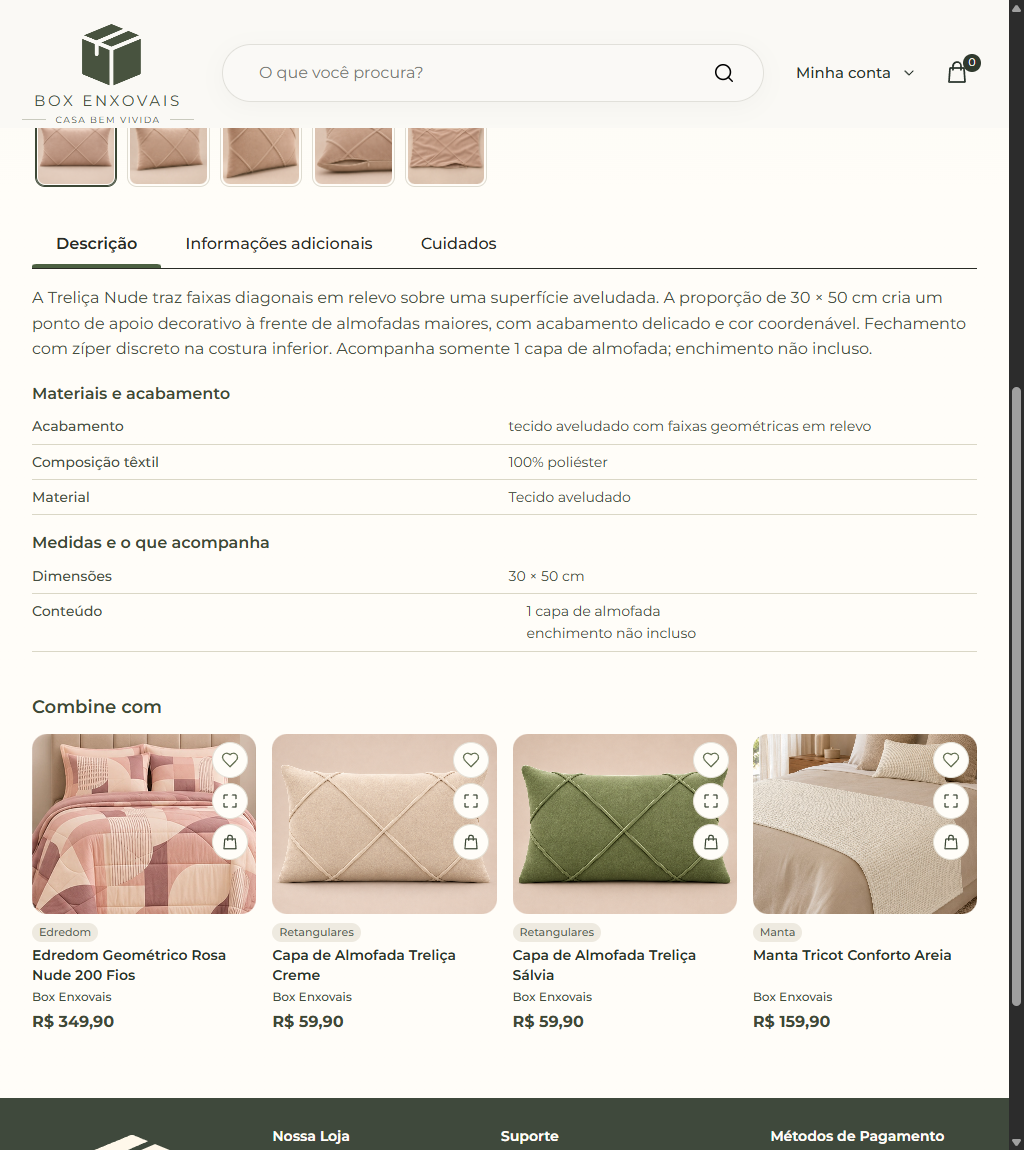 BOX ENXOVAIS
CASA BEM VIVIDA
O que você procura?
Minha conta
0
Descrição
Informações adicionais
Cuidados
A Treliça Nude traz faixas diagonais em relevo sobre uma superfície aveludada. A proporção de 30 × 50 cm cria um
ponto de apoio decorativo à frente de almofadas maiores, com acabamento delicado e cor coordenável. Fechamento
com zíper discreto na costura inferior. Acompanha somente 1 capa de almofada; enchimento não incluso.
Materiais e acabamento
Acabamento
tecido aveludado com faixas geométricas em relevo
Composição têxtil
100% poliéster
Material
Tecido aveludado
Medidas e o que acompanha
Dimensões
30 × 50 cm
Conteúdo
1 capa de almofada
enchimento não incluso
Combine com
Edredom
Edredom Geométrico Rosa
Nude 200 Fios
Box Enxovais
R$ 349,90
Retangulares
Capa de Almofada Treliça
Creme
Box Enxovais
R$ 59,90
Retangulares
Capa de Almofada Treliça
Sálvia
Box Enxovais
R$ 59,90
Manta
Manta Tricot Conforto Areia
Box Enxovais
R$ 159,90
Nossa Loja
Suporte
Métodos de Pagamento